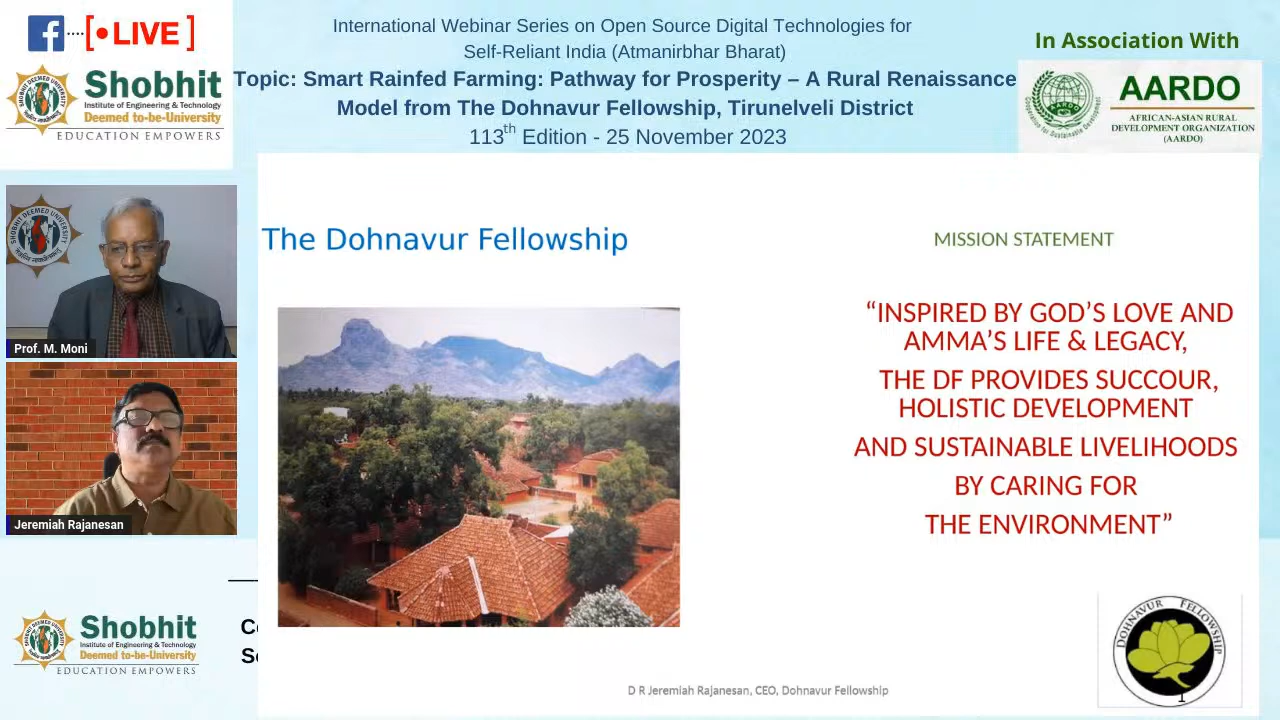 LIVE
Shobhit
Institute of Engineering & Technology
Deemed to-be-University
EDUCATION EMPOWERS
International Webinar Series on Open Source Digital Technologies for
Self-Reliant India (Atmanirbhar Bharat)
Topic: Smart Rainfed Farming: Pathway for Prosperity – A Rural Renaissance
Model from The Dohnavur Fellowship, Tirunelveli District
113th Edition - 25 November 2023
In Association With
AARDO
AFRICAN-ASIAN RURAL
DEVELOPMENT ORGANIZATION
(AARDO)
Prof. M. Moni
Jeremiah Rajanesan
The Dohnavur Fellowship
MISSION STATEMENT
“INSPIRED BY GOD’S LOVE AND
AMMA’S LIFE & LEGACY,
THE DF PROVIDES SUCCOUR,
HOLISTIC DEVELOPMENT
AND SUSTAINABLE LIVELIHOODS
BY CARING FOR
THE ENVIRONMENT”
Shobhit
Institute of Engineering & Technology
Deemed to-be-University
EDUCATION EMPOWERS
D R Jeremiah Rajanesan, CEO, Dohnavur Fellowship
DOHNAVUR FELLOWSHIP
1